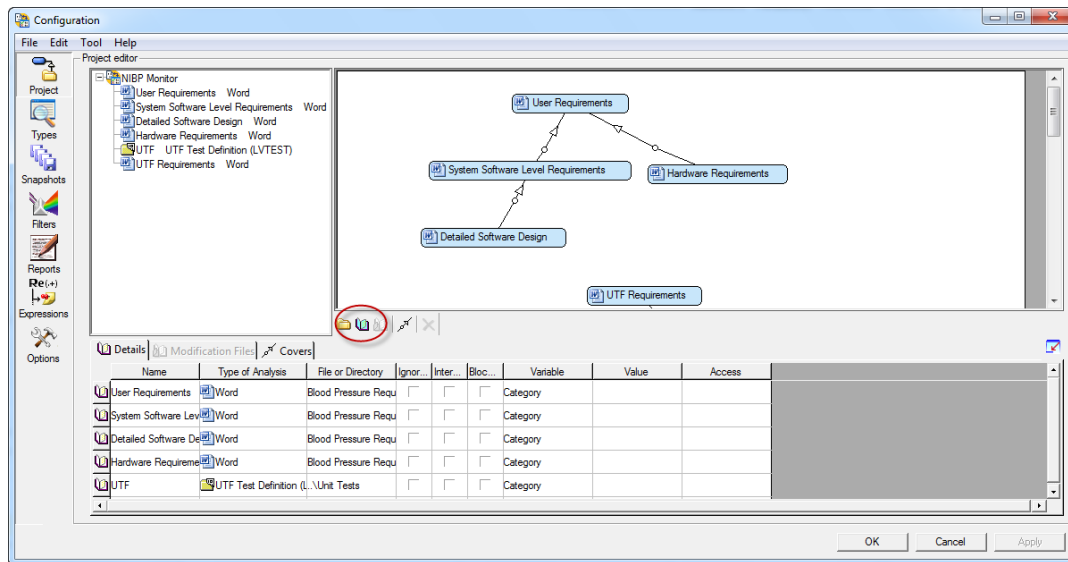 Configuration
File Edit Tool Help
Project editor
Project
Types
Snapshots
Filters
Reports
Re(.+)
Expressions
Options
NIBP Monitor
User Requirements Word
System Software Level Requirements Word
Detailed Software Design Word
Hardware Requirements Word
UTF UTF Test Definition (LVTEST)
UTF Requirements Word
User Requirements
System Software Level Requirements
Hardware Requirements
Detailed Software Design
UTF Requirements
Details Modification Files Covers
Name Type of Analysis File or Directory Ignor... Inter... Bloc... Variable Value Access
User Requirements Word Blood Pressure Requ Category
System Software Lev Word Blood Pressure Requ Category
Detailed Software De Word Blood Pressure Requ Category
Hardware Requireme Word Blood Pressure Requ Category
UTF UTF Test Definition (L ..\Unit Tests Category
OK Cancel Apply